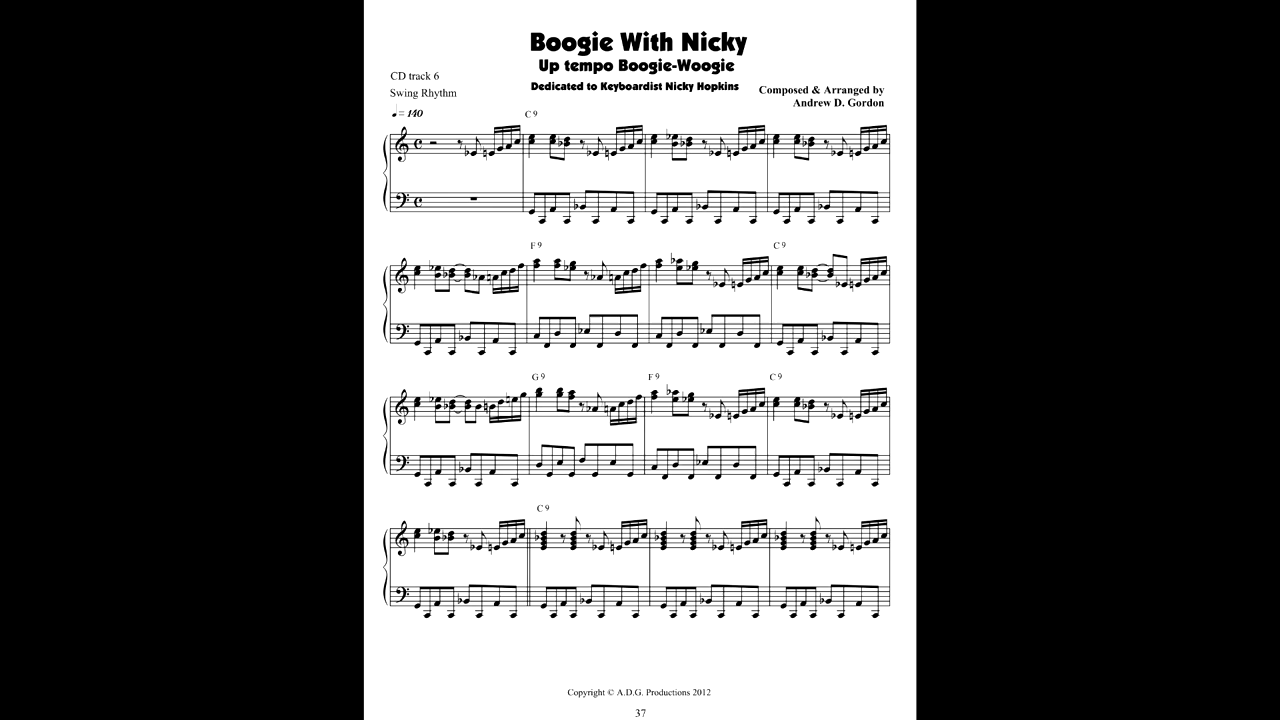 Boogie With Nicky
Up tempo Boogie-Woogie
CD track 6
Dedicated to Keyboardist Nicky Hopkins
Swing Rhythm
Composed & Arranged by
Andrew D. Gordon
♩= 140
C 9
F 9 C 9
G 9 F 9 C 9
C 9
Copyright © A.D.G. Productions 2012
37